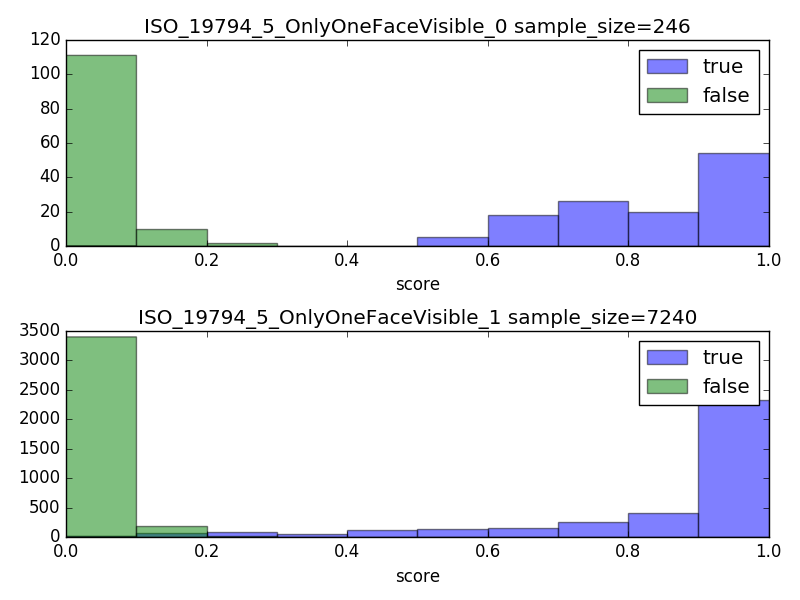 ISO_19794_5_OnlyOneFaceVisible_0 sample_size=246
120
100
80
60
40
20
0
true
false
0.0 0.2 0.4 0.6 0.8 1.0
score
ISO_19794_5_OnlyOneFaceVisible_1 sample_size=7240
3500
3000
2500
2000
1500
1000
500
0
true
false
0.0 0.2 0.4 0.6 0.8 1.0
score